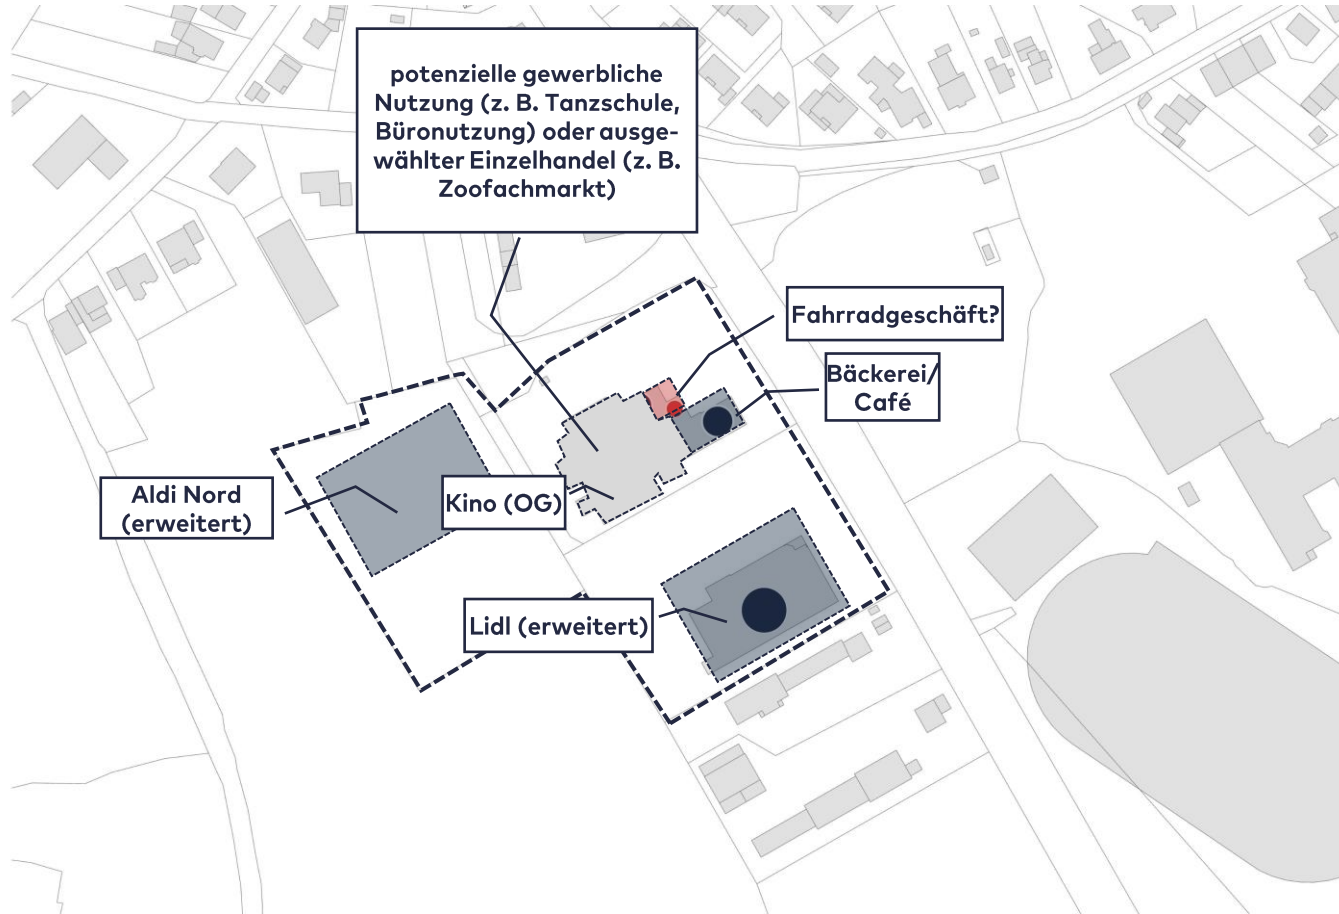 potenzielle gewerbliche
Nutzung (z. B. Tanzschule,
Büronutzung) oder ausge-
wählter Einzelhandel (z. B.
Zoofachmarkt)
Fahrradgeschäft?
Bäckerei/
Café
Aldi Nord
(erweitert)
Kino (OG)
Lidl (erweitert)